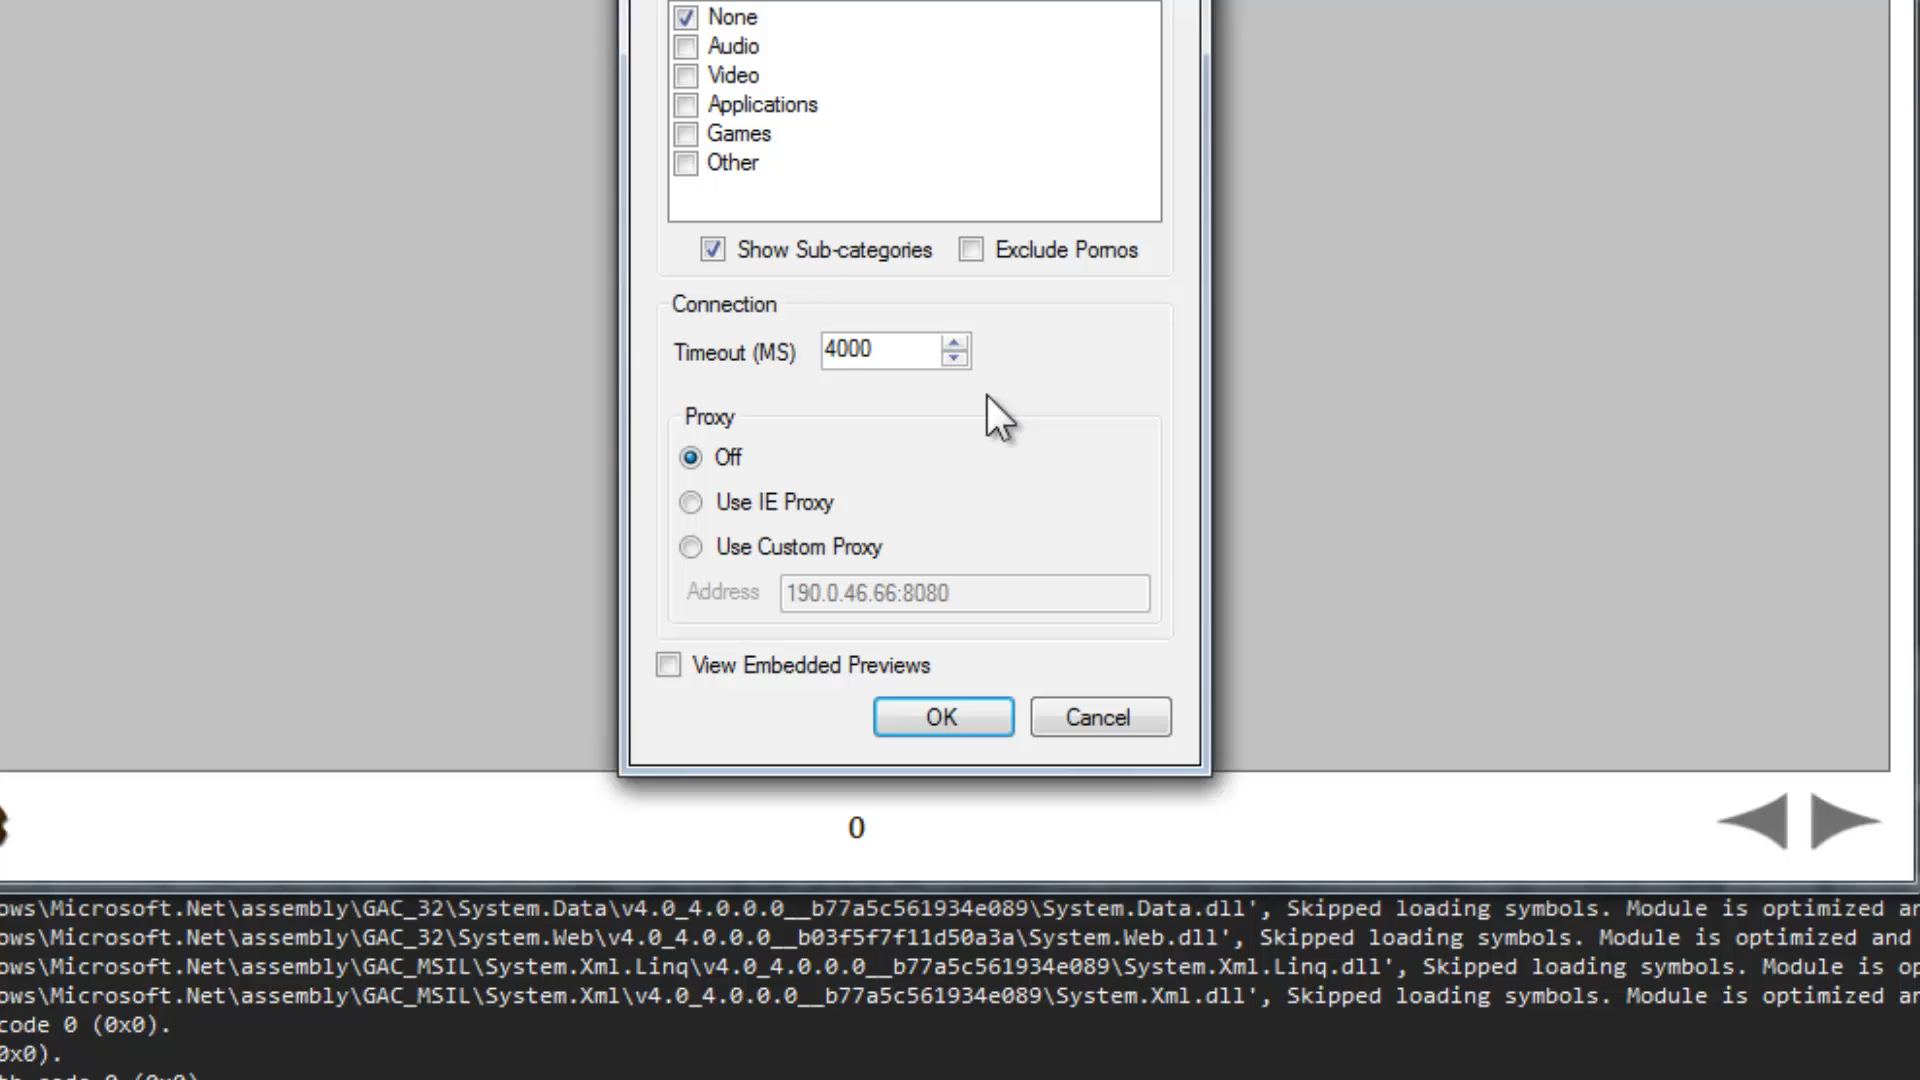 None
Audio
Video
Applications
Games
Other
Show Sub-categories Exclude Pornos
Connection
Timeout (MS) 4000
Proxy
Off
Use IE Proxy
Use Custom Proxy
Address 190.0.46.66:8080
View Embedded Previews
OK Cancel
0
ows\Microsoft.Net\assembly\GAC_32\System.Data\v4.0_4.0.0.0__b77a5c561934e089\System.Data.dll', Skipped loading symbols. Module is optimized an
ows\Microsoft.Net\assembly\GAC_32\System.Web\v4.0_4.0.0.0__b03f5f7f11d50a3a\System.Web.dll', Skipped loading symbols. Module is optimized and
ows\Microsoft.Net\assembly\GAC_MSIL\System.Xml.Linq\v4.0_4.0.0.0__b77a5c561934e089\System.Xml.Linq.dll', Skipped loading symbols. Module is op
ows\Microsoft.Net\assembly\GAC_MSIL\System.Xml\v4.0_4.0.0.0__b77a5c561934e089\System.Xml.dll', Skipped loading symbols. Module is optimized an
code 0 (0x0).
0x0).
code 0 (0x0)